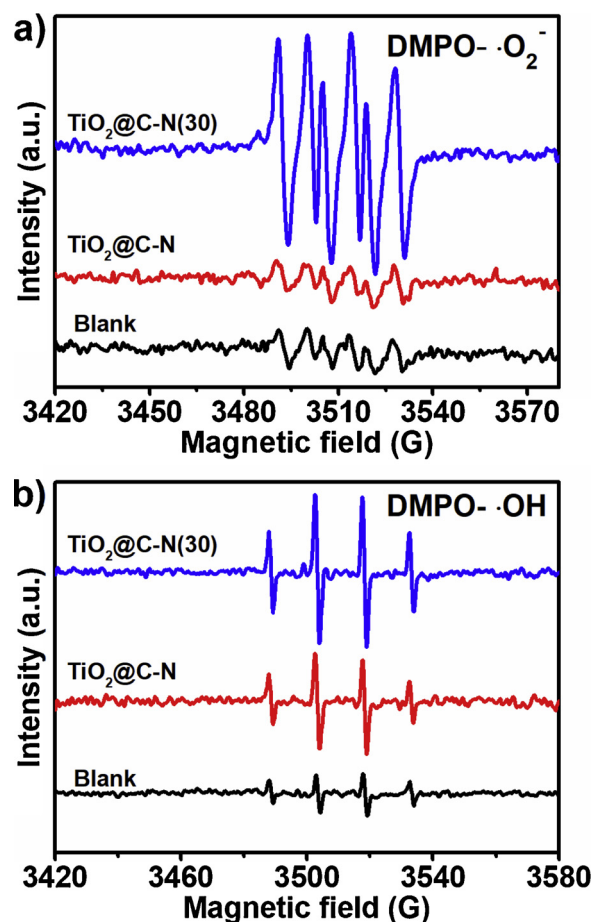 a)
DMPO- ·O₂⁻
TiO₂@C-N(30)
TiO₂@C-N
Blank
Intensity (a.u.)
3420 3450 3480 3510 3540 3570
Magnetic field (G)
b)
DMPO- ·OH
TiO₂@C-N(30)
TiO₂@C-N
Blank
Intensity (a.u.)
3420 3460 3500 3540 3580
Magnetic field (G)